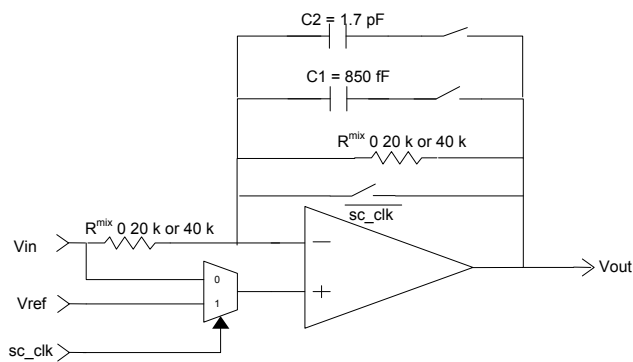 C2 = 1.7 pF
C1 = 850 fF
R^mix 0 20 k or 40 k
sc_clk
R^mix 0 20 k or 40 k
−
Vin
Vout
0
+
Vref
1
sc_clk